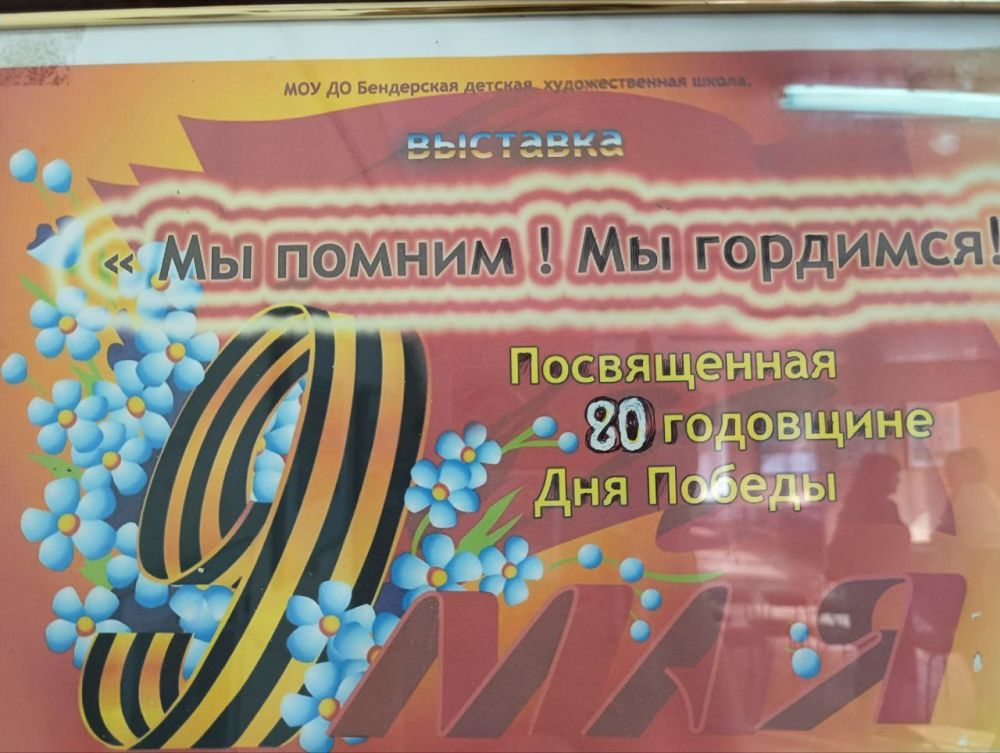 МОУ ДО Бендерская детская художественная школа.
выставка
« Мы помним ! Мы гордимся!
Посвященная
80 годовщине
Дня Победы
9 мая